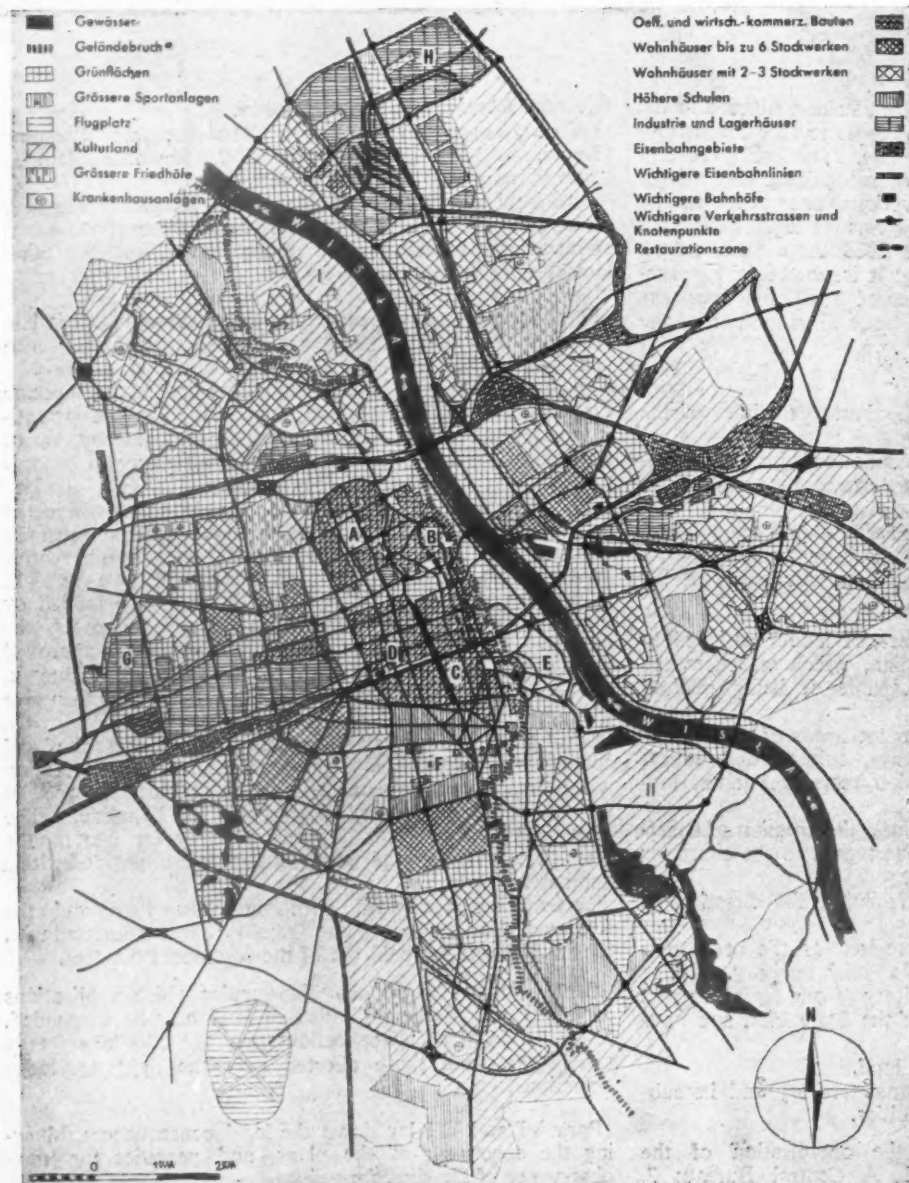 Gewässer
Geländebruch
Grünflächen
Grössere Sportanlagen
Flugplatz
Kulturland
Grössere Friedhöfe
Krankenhausanlagen
Oeff. und wirtsch.-kommerz. Bauten
Wohnhäuser bis zu 6 Stockwerken
Wohnhäuser mit 2-3 Stockwerken
Höhere Schulen
Industrie und Lagerhäuser
Eisenbahngebiete
Wichtigere Eisenbahnlinien
Wichtigere Bahnhöfe
Wichtigere Verkehrsstrassen und
Knotenpunkte
Restaurationszone
H
WISŁA
I
A
B
G
D
C
E
F
WISŁA
II
N
0 1KM 2KM